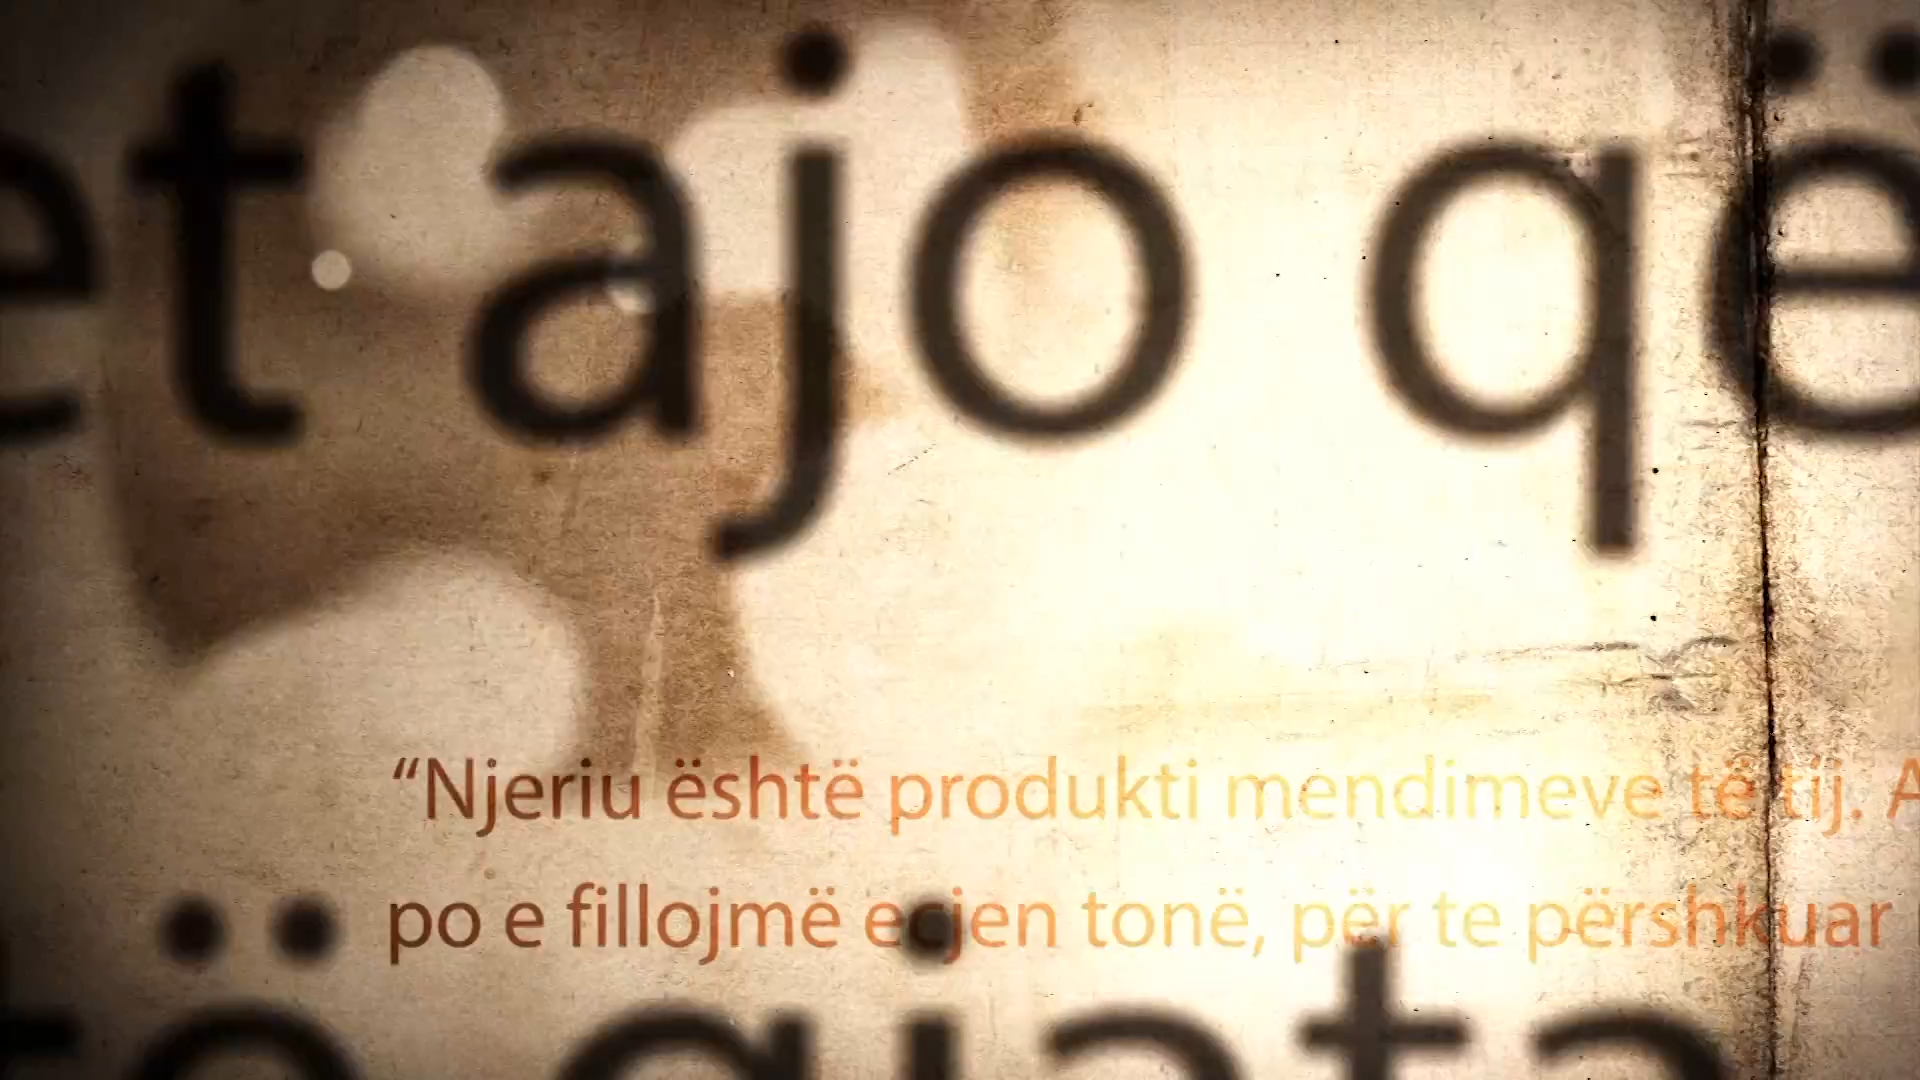 et ajo që
“Njeriu është produkti mendimeve të tij. A
po e fillojmë ecjen tonë, për te përshkuar